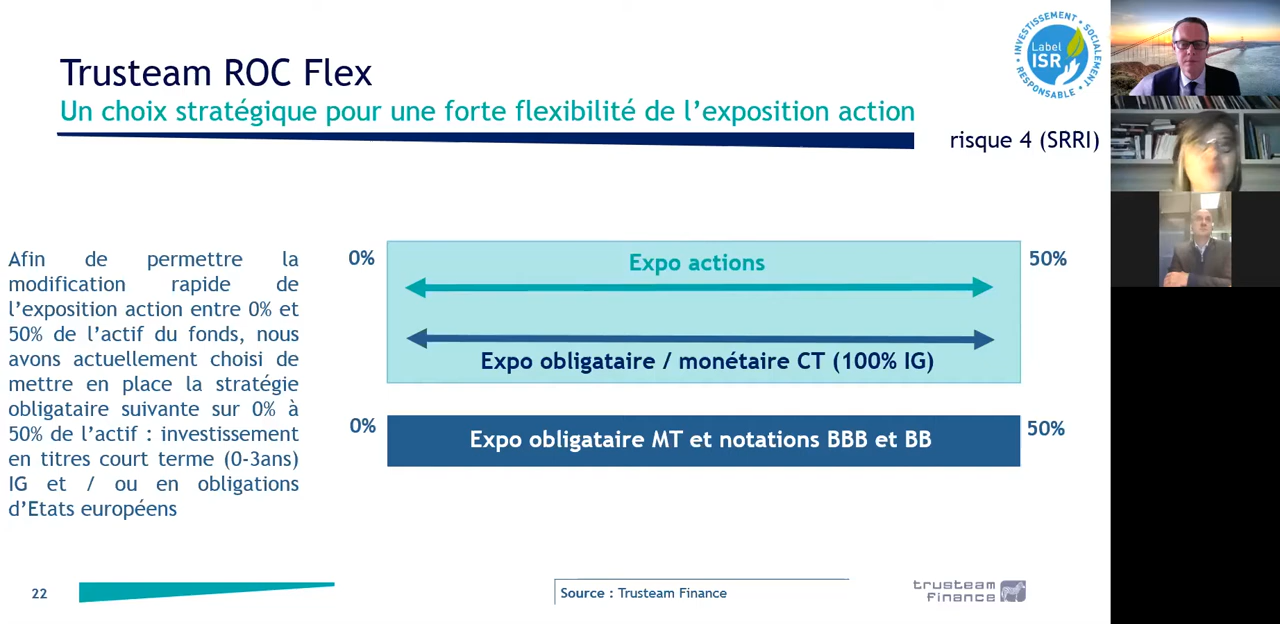 Trusteam ROC Flex
Un choix stratégique pour une forte flexibilité de l'exposition action
INVESTISSEMENT SOCIALEMENT RESPONSABLE
Label
ISR
risque 4 (SRRI)
Afin de permettre la
modification rapide de
l'exposition action entre 0% et
50% de l'actif du fonds, nous
avons actuellement choisi de
mettre en place la stratégie
obligataire suivante sur 0% à
50% de l'actif : investissement
en titres court terme (0-3ans)
IG et / ou en obligations
d'Etats européens
0%
Expo actions
50%
Expo obligataire / monétaire CT (100% IG)
0%
Expo obligataire MT et notations BBB et BB
50%
22
Source : Trusteam Finance
trusteam
finance